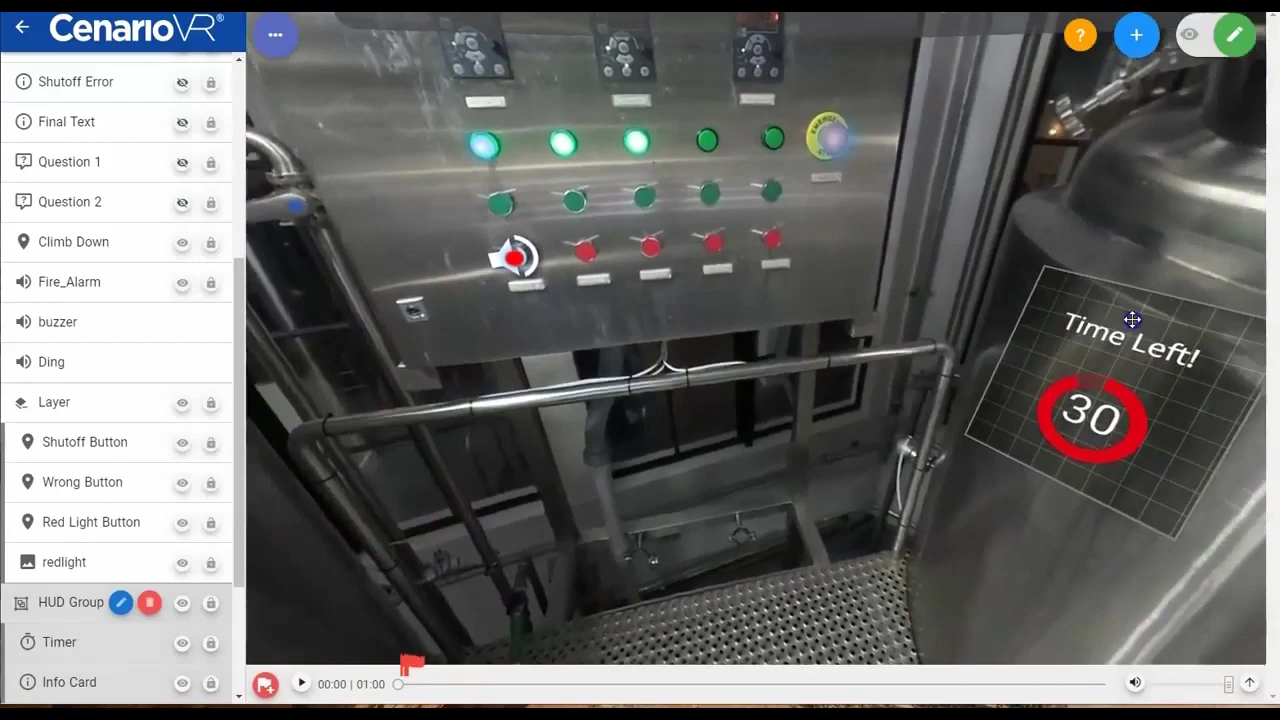 CenarioVR®
Shutoff Error
Final Text
Question 1
Question 2
Climb Down
Fire_Alarm
buzzer
Ding
Layer
Shutoff Button
Wrong Button
Red Light Button
redlight
HUD Group
Timer
Info Card
?
Time Left!
30
00:00 | 01:00